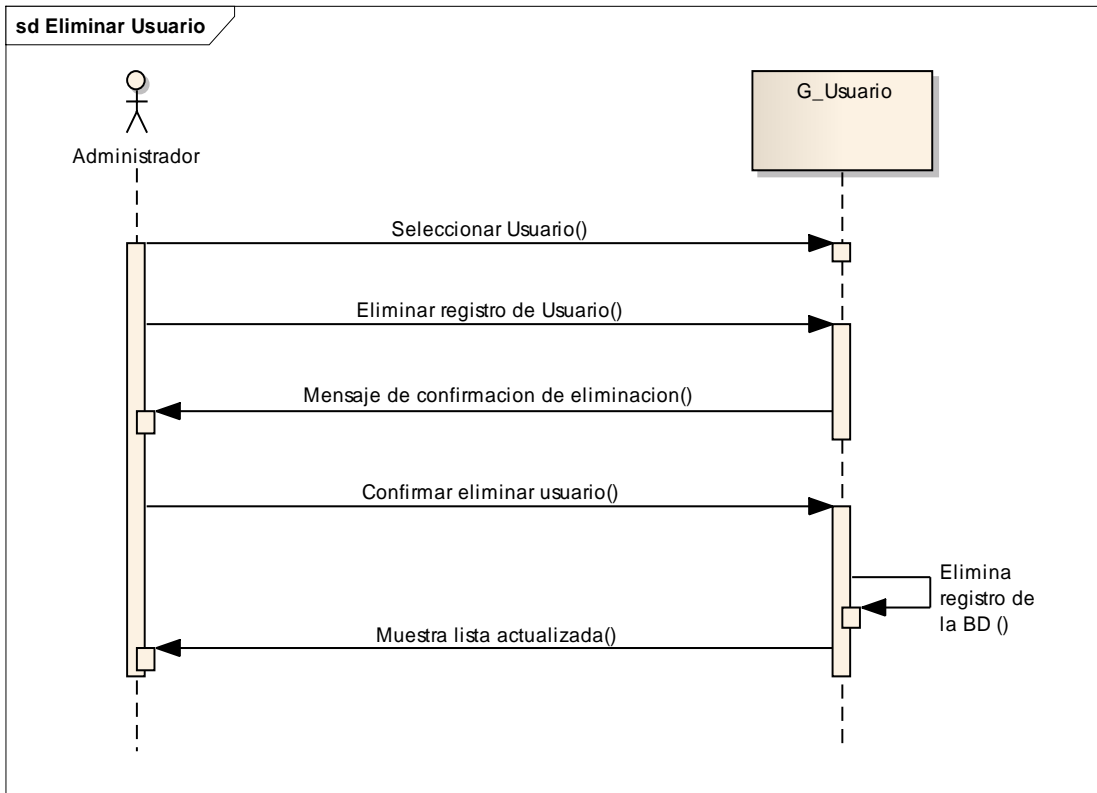 sd Eliminar Usuario
Administrador
G_Usuario
Seleccionar Usuario()
Eliminar registro de Usuario()
Mensaje de confirmacion de eliminacion()
Confirmar eliminar usuario()
Elimina
registro de
la BD ()
Muestra lista actualizada()